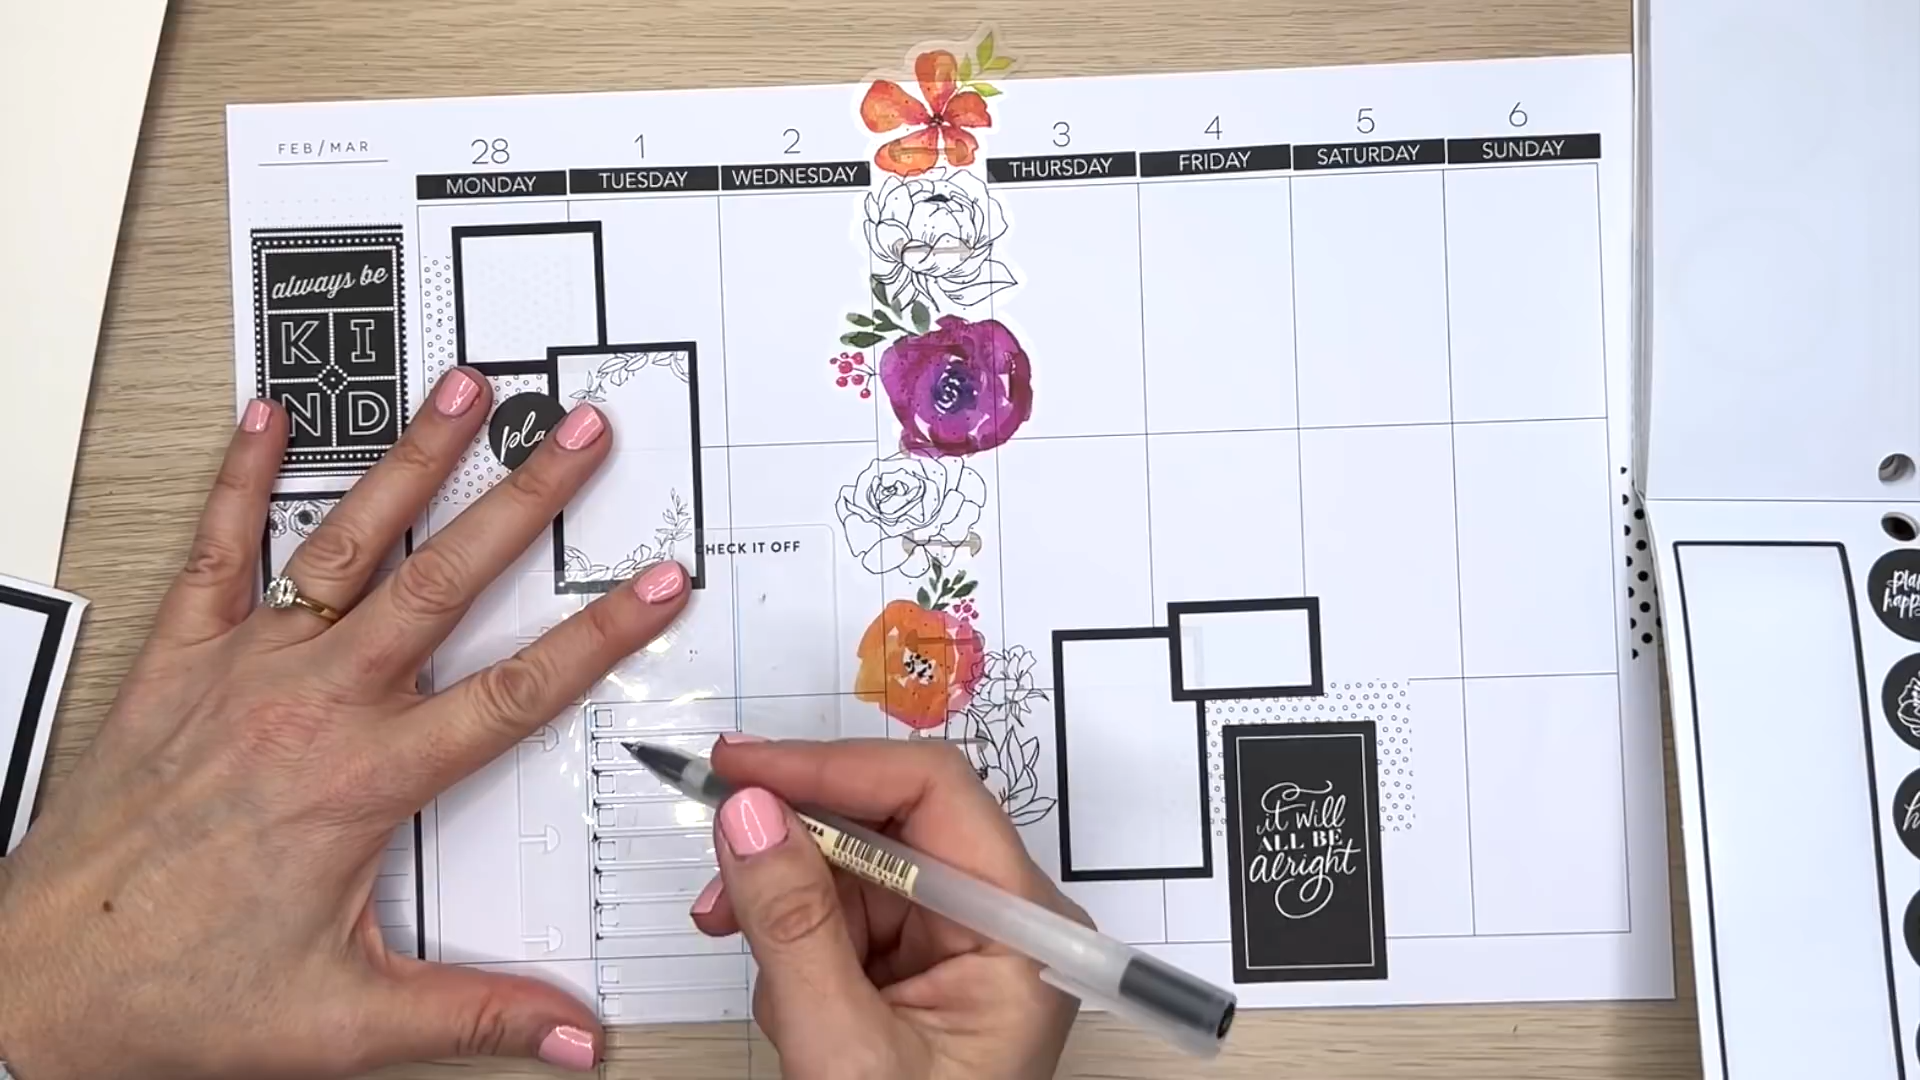 FEB/MAR
28
1
2
3
4
5
6
MONDAY
TUESDAY
WEDNESDAY
THURSDAY
FRIDAY
SATURDAY
SUNDAY
always be
KI
ND
CHECK IT OFF
it will
ALL BE
alright